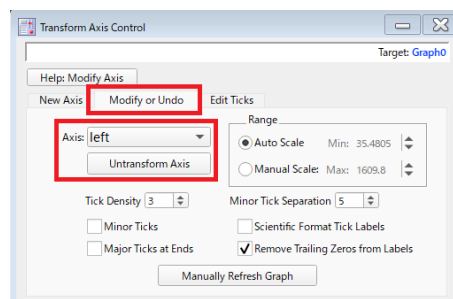 Transform Axis Control
Target: Graph0
Help: Modify Axis
New Axis Modify or Undo Edit Ticks
Range
Axis: left
Auto Scale Min: 35.4805
Untransform Axis
Manual Scale: Max: 1609.8
Tick Density 3 Minor Tick Separation 5
Minor Ticks Scientific Format Tick Labels
Major Ticks at Ends Remove Trailing Zeros from Labels
Manually Refresh Graph